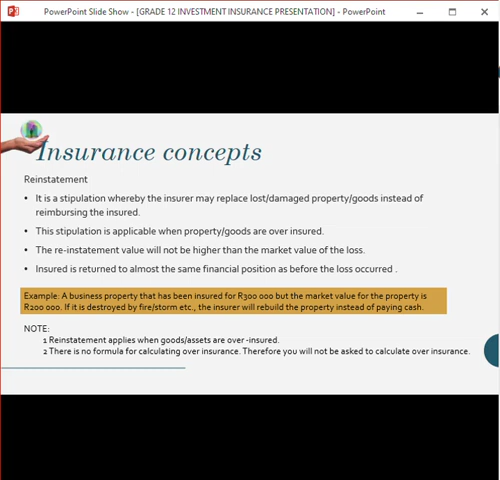 PowerPoint Slide Show - [GRADE 12 INVESTMENT INSURANCE PRESENTATION] - PowerPoint
Insurance concepts
Reinstatement
• It is a stipulation whereby the insurer may replace lost/damaged property/goods instead of
reimbursing the insured.
• This stipulation is applicable when property/goods are over insured.
• The re-instatement value will not be higher than the market value of the loss.
• Insured is returned to almost the same financial position as before the loss occurred .
Example: A business property that has been insured for R300 000 but the market value for the property is
R200 000. If it is destroyed by fire/storm etc., the insurer will rebuild the property instead of paying cash.
NOTE:
1 Reinstatement applies when goods/assets are over -insured.
2 There is no formula for calculating over insurance. Therefore you will not be asked to calculate over insurance.